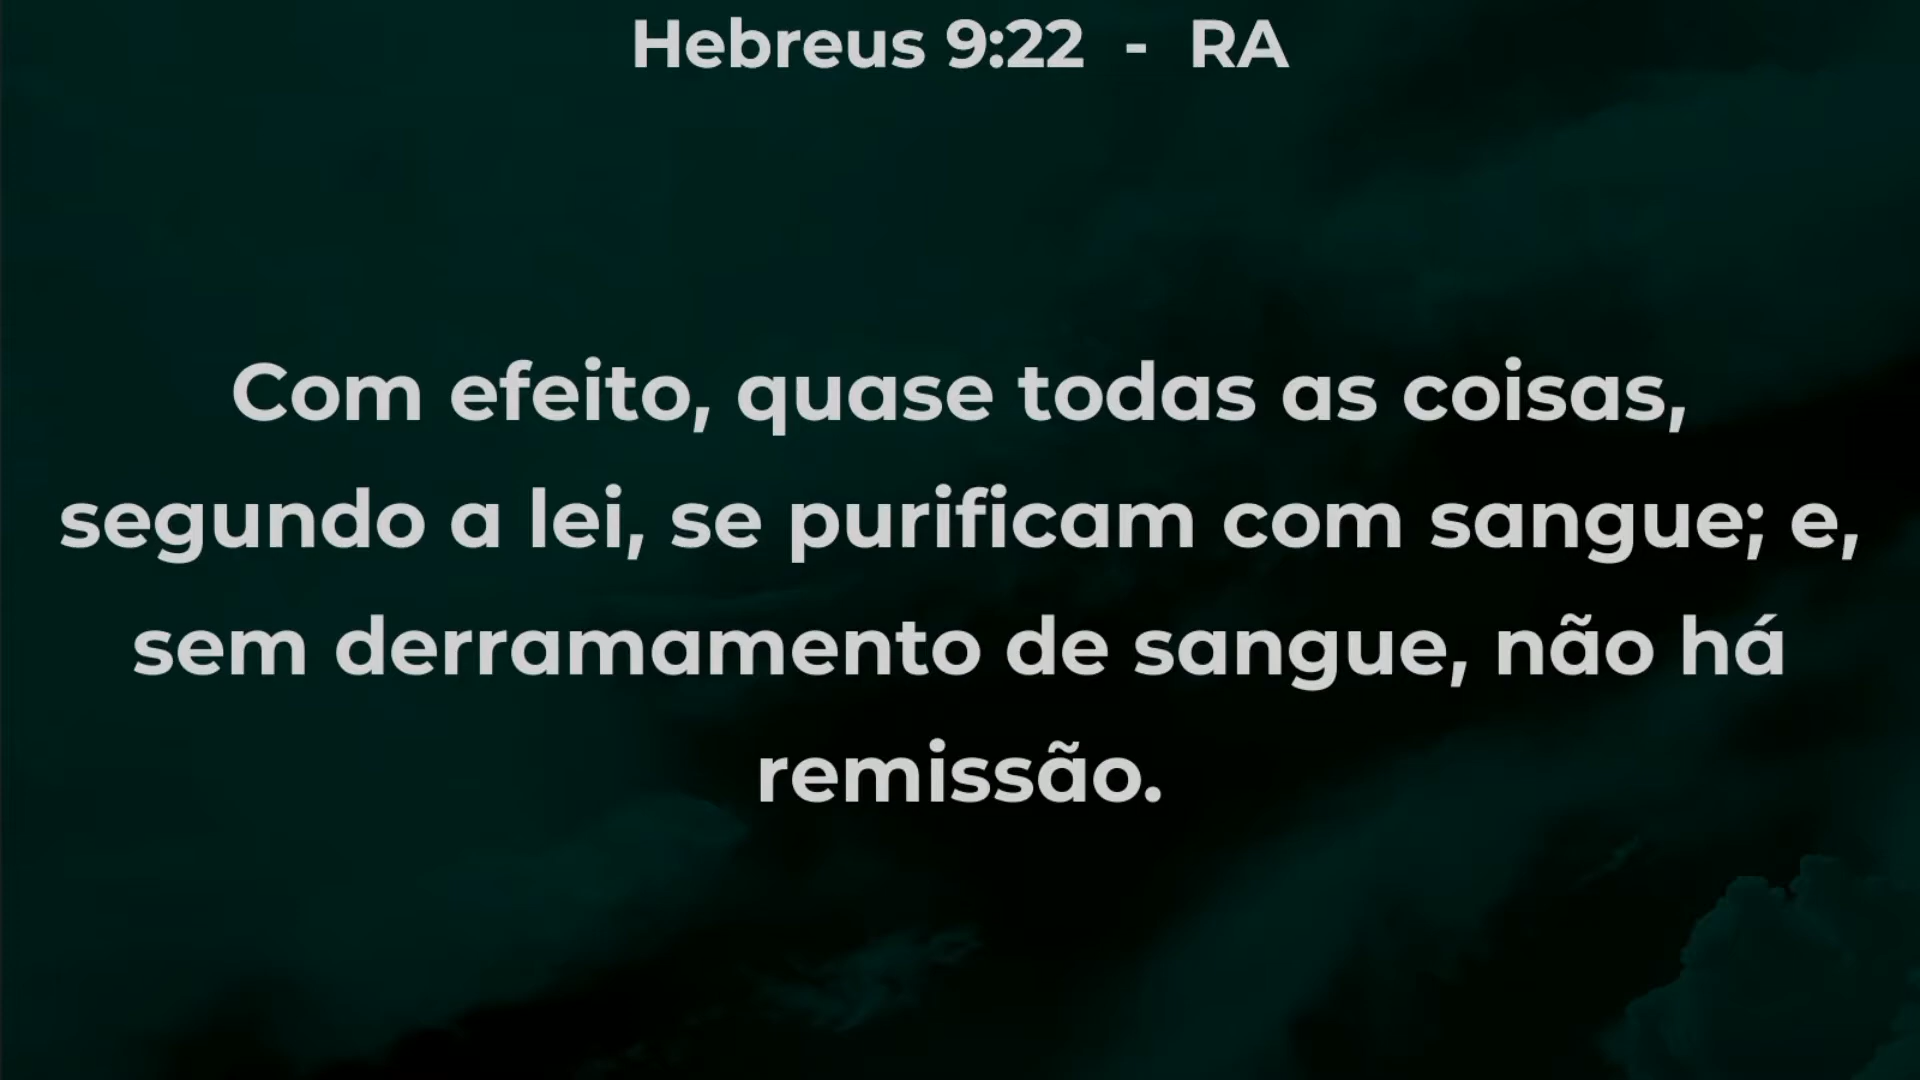 Hebreus 9:22 - RA
Com efeito, quase todas as coisas,
segundo a lei, se purificam com sangue; e,
sem derramamento de sangue, não há
remissão.